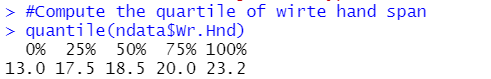 > #Compute the quartile of wirte hand span
> quantile(ndata$Wr.Hnd)
0% 25% 50% 75% 100%
13.0 17.5 18.5 20.0 23.2